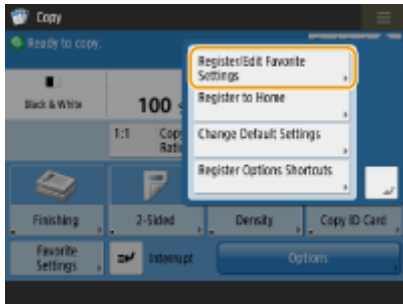 Copy
Ready to copy.
Register/Edit Favorite
Settings
Register to Home
Change Default Settings
Register Options Shortcuts
Black & White
100
1:1 Copy
Ratio
Finishing
2-Sided
Density
Copy ID Card
Favorite
Settings
Interrupt
Options